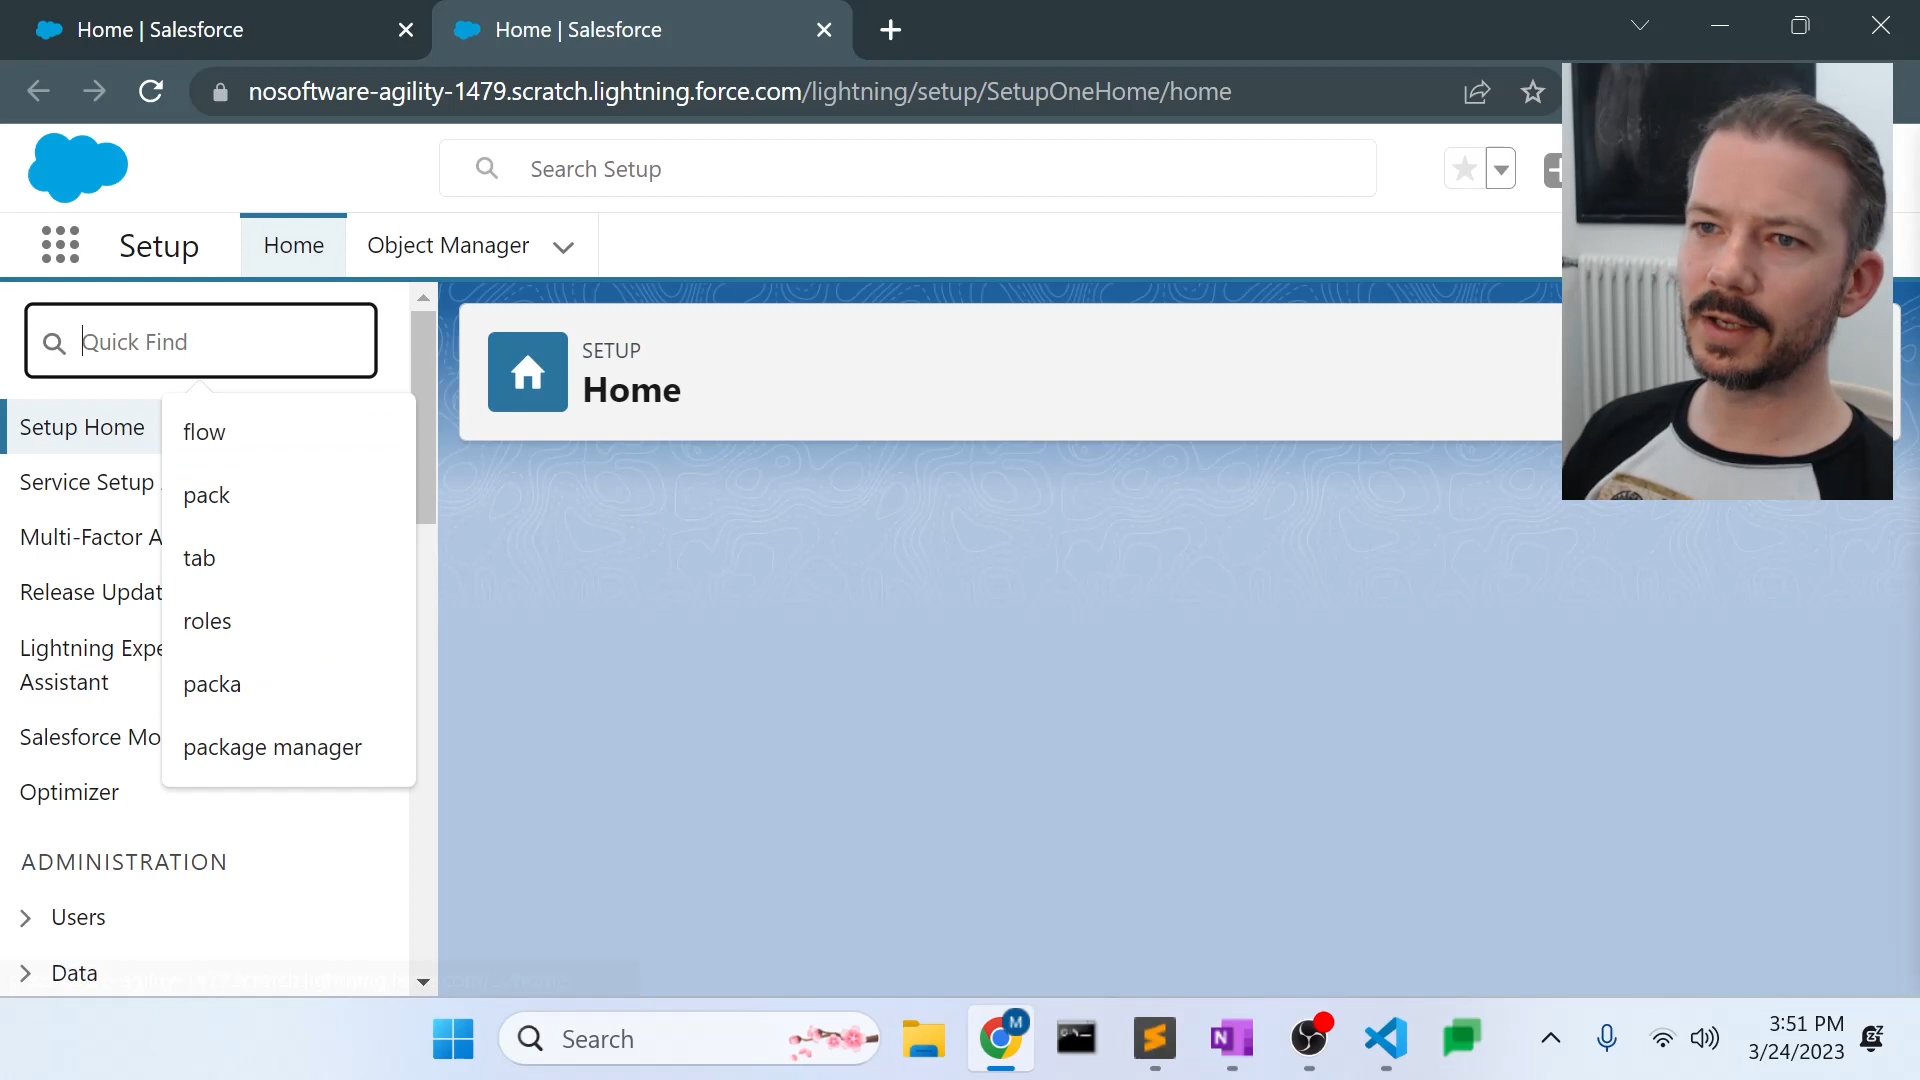 Home | Salesforce
Home | Salesforce
nosoftware-agility-1479.scratch.lightning.force.com/lightning/setup/SetupOneHome/home
Search Setup
Setup
Home
Object Manager
Quick Find
SETUP
Home
Setup Home
Service Setup
Multi-Factor A
Release Updat
Lightning Expe
Assistant
Salesforce Mo
Optimizer
flow
pack
tab
roles
packa
package manager
ADMINISTRATION
Users
Data
Search
M
N
3:51 PM
3/24/2023